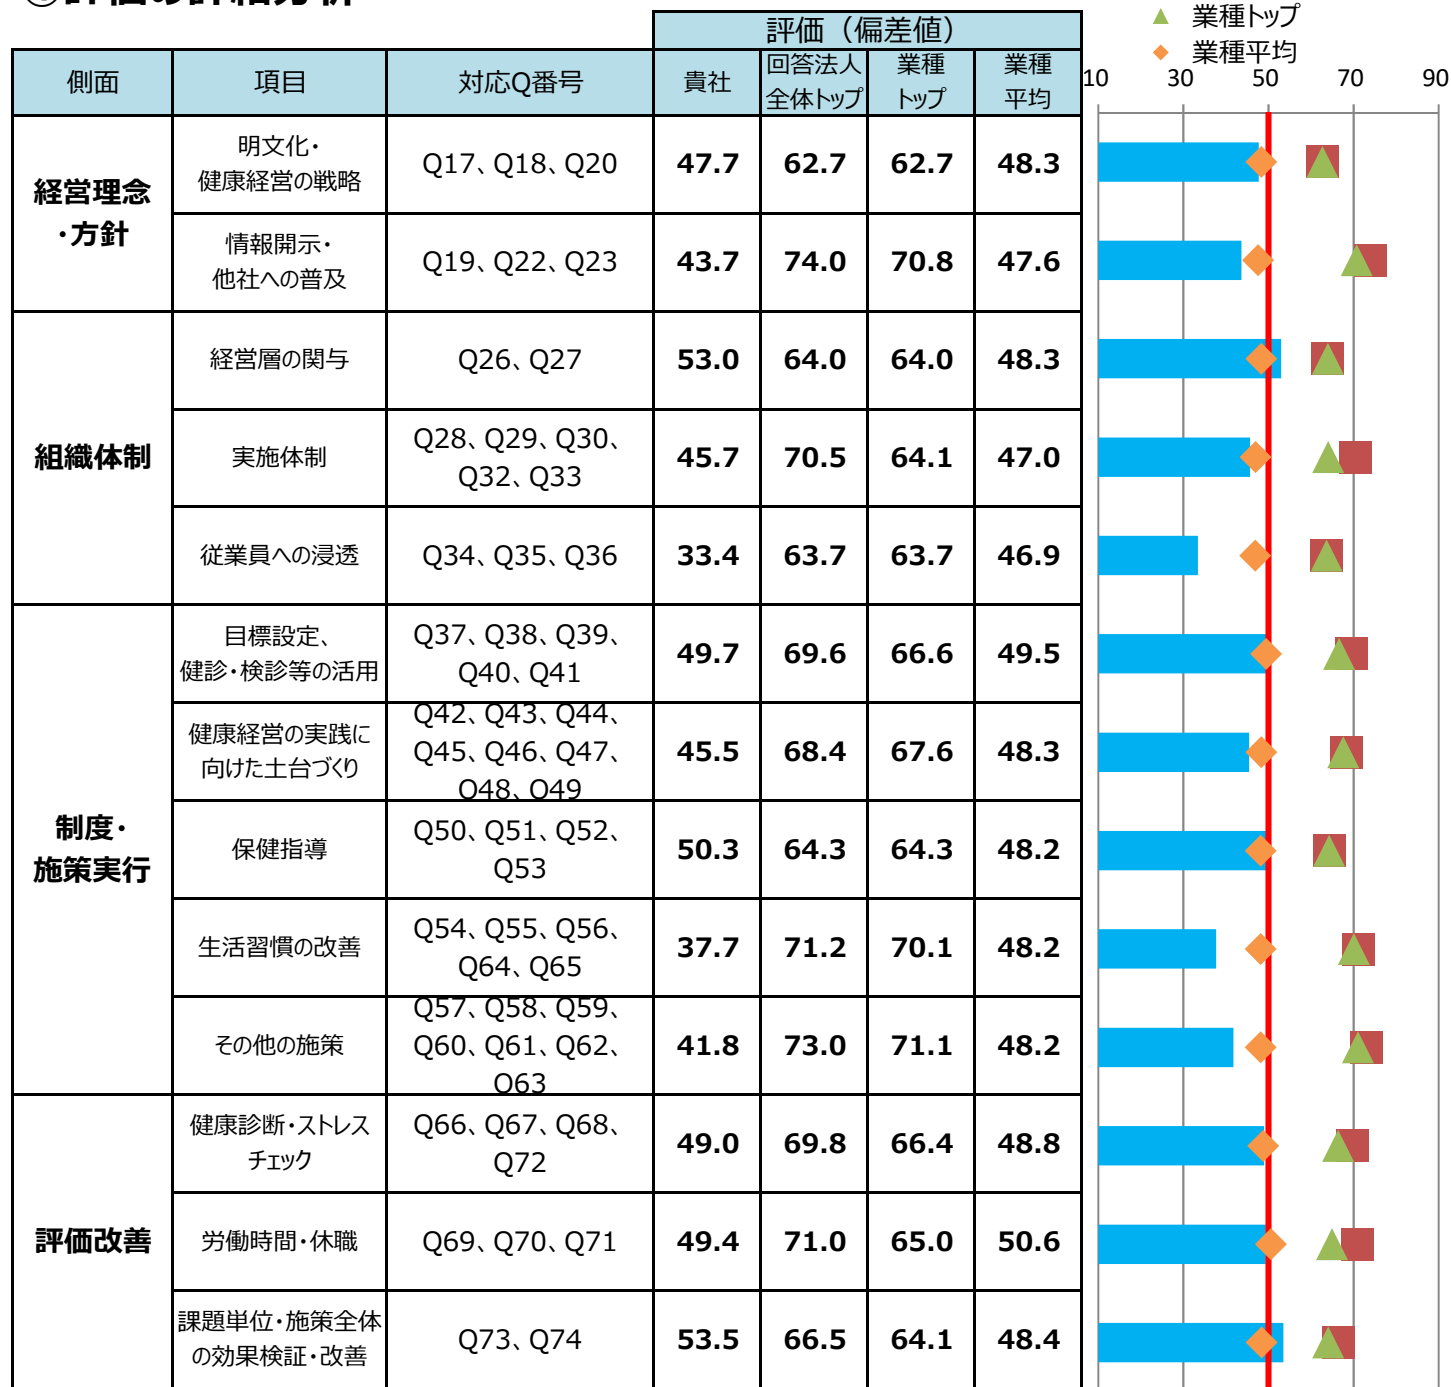 ①評価の詳細分析
▲ 業種トップ
◆ 業種平均
評価（偏差値）
側面 項目 対応Q番号 貴社 回答法人 業種 業種
全体トップ トップ 平均
10 30 50 70 90
経営理念
・方針
明文化・
健康経営の戦略
Q17、Q18、Q20 47.7 62.7 62.7 48.3
情報開示・
他社への普及
Q19、Q22、Q23 43.7 74.0 70.8 47.6
組織体制
経営層の関与 Q26、Q27 53.0 64.0 64.0 48.3
実施体制
Q28、Q29、Q30、
Q32、Q33
45.7 70.5 64.1 47.0
従業員への浸透 Q34、Q35、Q36 33.4 63.7 63.7 46.9
制度・
施策実行
目標設定、
健診・検診等の活用
Q37、Q38、Q39、
Q40、Q41
49.7 69.6 66.6 49.5
健康経営の実践に
向けた土台づくり
Q42、Q43、Q44、
Q45、Q46、Q47、
Q48、Q49
45.5 68.4 67.6 48.3
保健指導
Q50、Q51、Q52、
Q53
50.3 64.3 64.3 48.2
生活習慣の改善
Q54、Q55、Q56、
Q64、Q65
37.7 71.2 70.1 48.2
その他の施策
Q57、Q58、Q59、
Q60、Q61、Q62、
Q63
41.8 73.0 71.1 48.2
評価改善
健康診断・ストレス
チェック
Q66、Q67、Q68、
Q72
49.0 69.8 66.4 48.8
労働時間・休職 Q69、Q70、Q71 49.4 71.0 65.0 50.6
課題単位・施策全体
の効果検証・改善
Q73、Q74 53.5 66.5 64.1 48.4